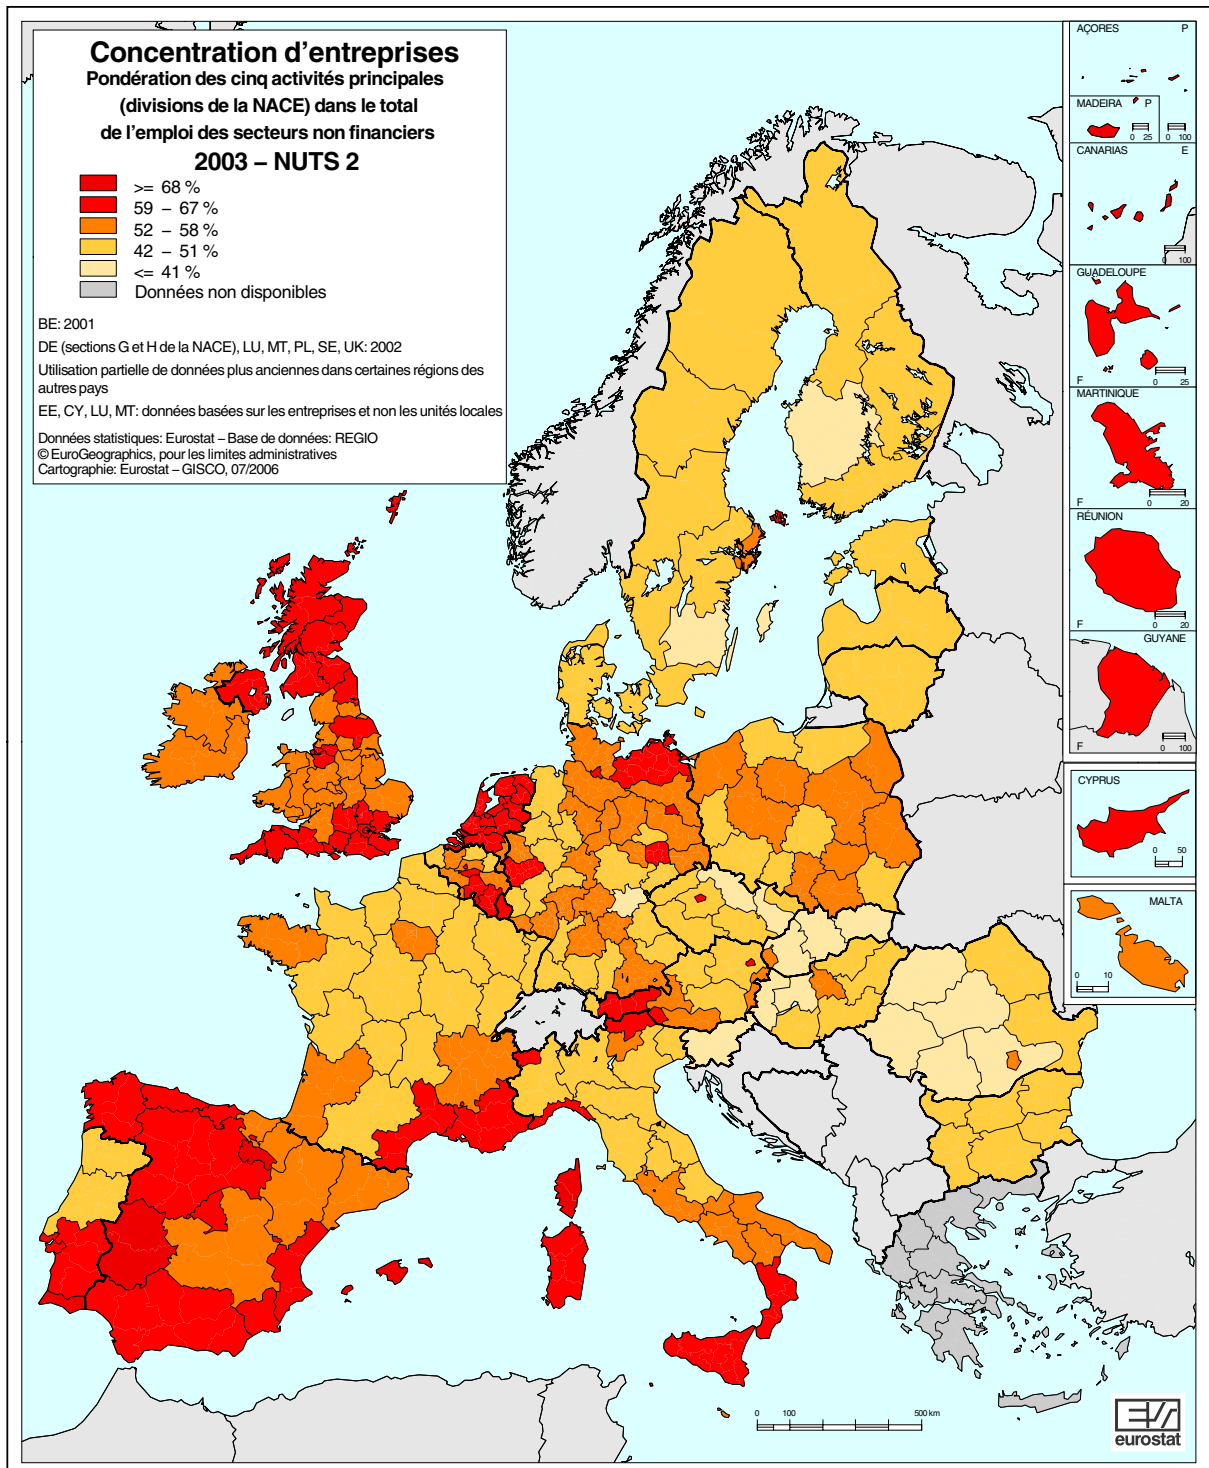 Concentration d'entreprises
Pondération des cinq activités principales
(divisions de la NACE) dans le total
de l'emploi des secteurs non financiers
2003 – NUTS 2
>= 68 %
59 – 67 %
52 – 58 %
42 – 51 %
<= 41 %
Données non disponibles
BE: 2001
DE (sections G et H de la NACE), LU, MT, PL, SE, UK: 2002
Utilisation partielle de données plus anciennes dans certaines régions des
autres pays
EE, CY, LU, MT: données basées sur les entreprises et non les unités locales
Données statistiques: Eurostat – Base de données: REGIO
© EuroGeographics, pour les limites administratives
Cartographie: Eurostat – GISCO, 07/2006
AÇORES P
0 100
MADEIRA P
0 25
CANARIAS E
0 100
GUADELOUPE
F 0 25
MARTINIQUE
F 0 20
RÉUNION
F 0 20
GUYANE
F 0 100
CYPRUS
0 50
MALTA
0 10
0 100 500 km
eurostat